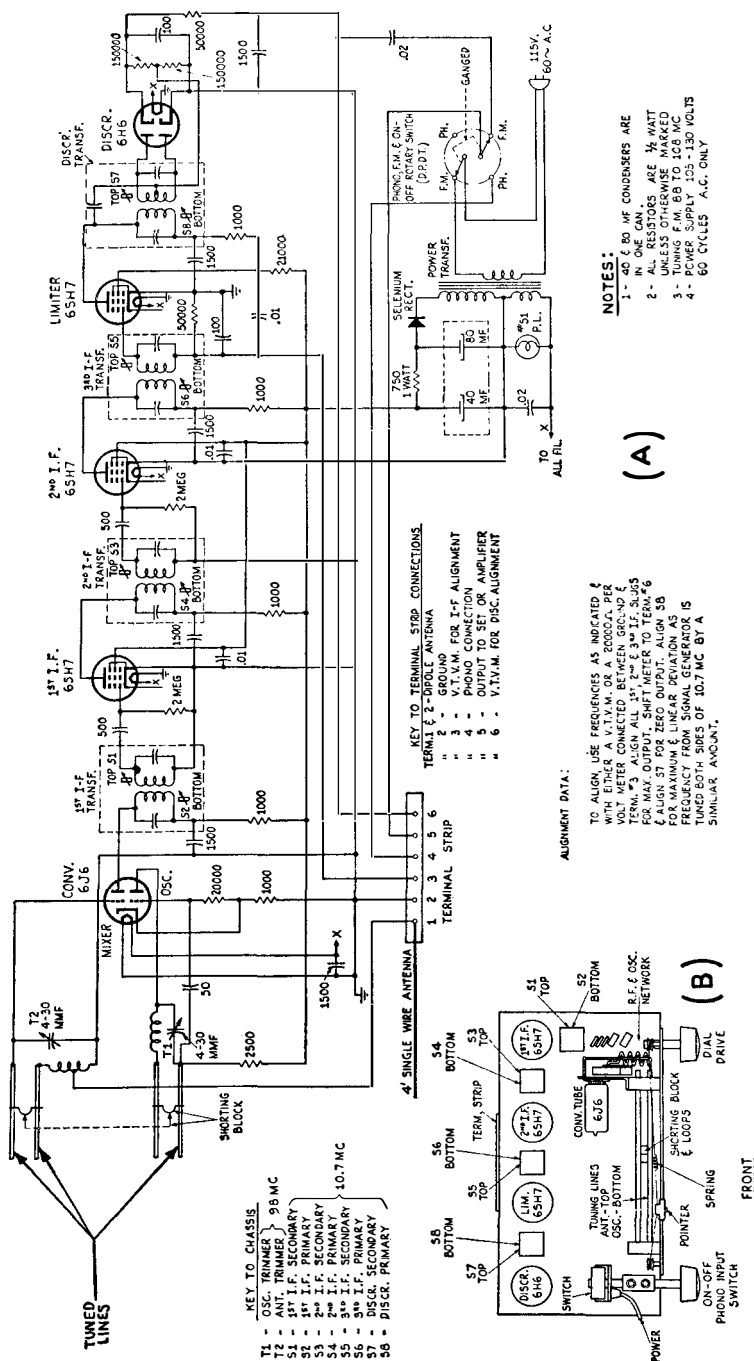 TUNED
LINES
T2
4-30
MMF
T1
4-30
MMF
SHORTING
BLOCK
CONV.
6J6
MIXER
OSC.
50
20000
1000
1500
X
2500
1ST I-F
TRANSF.
TOP S1
S2
BOTTOM
1500
1000
500
2 MEG
1ST I.F.
6SH7
X
.01
2ND I-F
TRANSF.
TOP S3
S4
BOTTOM
1500
1000
500
2 MEG
2ND I.F.
6SH7
X
.01
3RD I-F
TRANSF.
TOP S5
S6
BOTTOM
1500
1000
LIMITER
6SH7
50000
100
.01
1500
1000
21000
DISCR.
TRANSF.
TOP S7
S8
BOTTOM
DISCR.
6H6
X
150000
150000
100
50000
1500
.02
4' SINGLE WIRE ANTENNA
1 2 3 4 5 6
TERMINAL STRIP
KEY TO TERMINAL STRIP CONNECTIONS
TERM. 1 & 2 - DIPOLE ANTENNA
" 2 - GROUND
" 3 - V.T.V.M. FOR I-F ALIGNMENT
" 4 - PHONO CONNECTION
" 5 - OUTPUT TO SET OR AMPLIFIER
" 6 - V.T.V.M. FOR DISC. ALIGNMENT
PHONO, F.M. & ON-
OFF ROTARY SWITCH
(D.P.D.T.)
GANGED
F.M.
PH.
PH.
F.M.
115V.
60~ A.C
POWER
TRANSF.
SELENIUM
RECT.
750
1 WATT
40
MF
80
MF
.02
#51
P.L.
X
TO
ALL FIL.
NOTES:
1 - 40 & 80 MF CONDENSERS ARE
IN ONE CAN.
2 - ALL RESISTORS ARE ½ WATT
UNLESS OTHERWISE MARKED
3 - TUNING F.M. 88 TO 108 MC
4 - POWER SUPPLY 105 - 130 VOLTS
60 CYCLES A.C. ONLY
(A)
KEY TO CHASSIS
T1 - OSC. TRIMMER
T2 - ANT. TRIMMER
98 MC
S1 - 1ST I.F. SECONDARY
S2 - 1ST I.F. PRIMARY
S3 - 2ND I.F. SECONDARY
S4 - 2ND I.F. PRIMARY
S5 - 3RD I.F. SECONDARY
S6 - 3RD I.F. PRIMARY
S7 - DISCR. SECONDARY
S8 - DISCR. PRIMARY
10.7 MC
ALIGNMENT DATA:
TO ALIGN, USE FREQUENCIES AS INDICATED &
WITH EITHER A V.T.V.M. OR A 20000Ω PER
VOLT METER CONNECTED BETWEEN GROUND &
TERM. #3 ALIGN ALL 1ST, 2ND & 3RD I.F. SLUGS
FOR MAX. OUTPUT. SHIFT METER TO TERM. #6
& ALIGN S7 FOR ZERO OUTPUT. ALIGN S8
FOR MAXIMUM & LINEAR DEVIATION AS
FREQUENCY FROM SIGNAL GENERATOR IS
TUNED BOTH SIDES OF 10.7 MC BY A
SIMILIAR AMOUNT.
S7
TOP
S8
BOTTOM
S5
TOP
S6
BOTTOM
TERM. STRIP
S4
BOTTOM
S3
TOP
S1
TOP
S2
BOTTOM
DISCR.
6H6
LIM.
6SH7
2ND I.F.
6SH7
1ST I.F.
6SH7
CONV. TUBE
6J6
R.F. & OSC.
NETWORK
SWITCH
POWER
TUNING LINES
ANT.-TOP
OSC.-BOTTOM
ON-OFF
PHONO INPUT
SWITCH
POINTER
SPRING
SHORTING BLOCK
& LOOPS
DIAL
DRIVE
FRONT
(B)